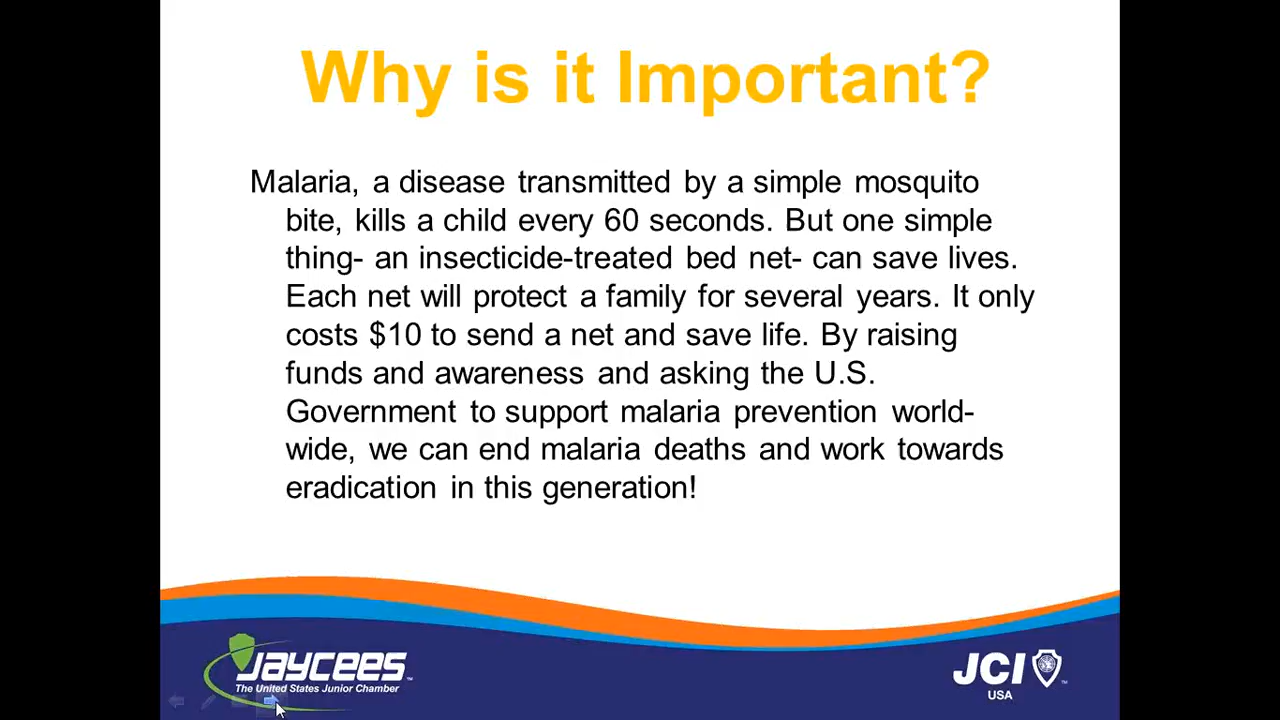 Why is it Important?
Malaria, a disease transmitted by a simple mosquito
bite, kills a child every 60 seconds. But one simple
thing- an insecticide-treated bed net- can save lives.
Each net will protect a family for several years. It only
costs $10 to send a net and save life. By raising
funds and awareness and asking the U.S.
Government to support malaria prevention world-
wide, we can end malaria deaths and work towards
eradication in this generation!
Jaycees
The United States Junior Chamber
JCI
USA